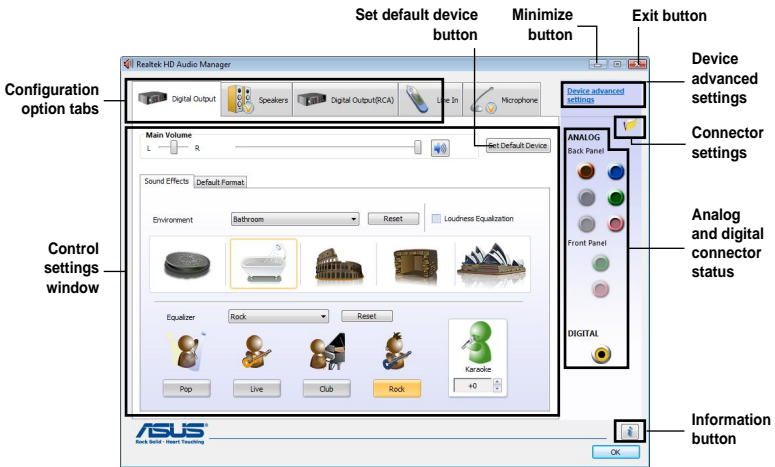 Set default device
button
Minimize
button
Exit button
Realtek HD Audio Manager
Configuration
option tabs
Digital Output
Speakers
Digital Output(RCA)
Line In
Microphone
Device advanced
settings
Device
advanced
settings
Main Volume
L
R
Set Default Device
ANALOG
Back Panel
Connector
settings
Sound Effects
Default Format
Environment
Bathroom
Reset
Loudness Equalization
Front Panel
Analog
and digital
connector
status
Control
settings
window
Equalizer
Rock
Reset
DIGITAL
Karaoke
Pop
Live
Club
Rock
+0
ASUS
Rock Solid · Heart Touching
Information
button
OK